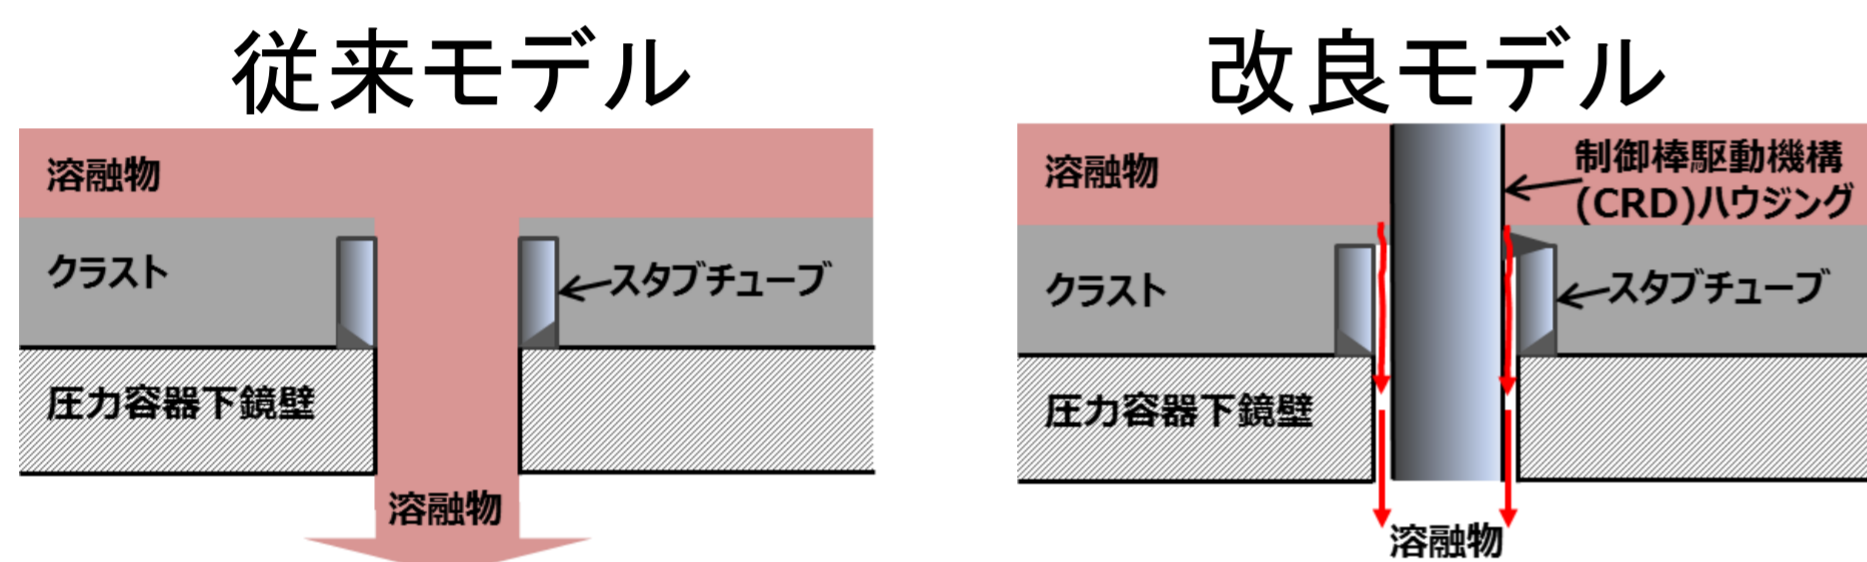 従来モデル
溶融物
クラスト
スタブチューブ
圧力容器下鏡壁
溶融物
改良モデル
溶融物
制御棒駆動機構
(CRD)ハウジング
クラスト
スタブチューブ
圧力容器下鏡壁
溶融物